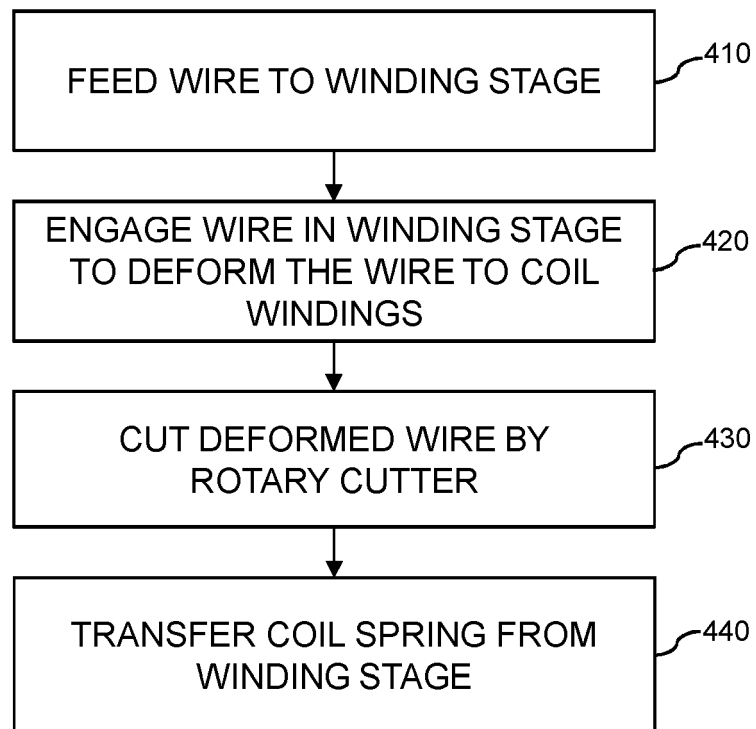 FEED WIRE TO WINDING STAGE
410
ENGAGE WIRE IN WINDING STAGE
TO DEFORM THE WIRE TO COIL
WINDINGS
420
CUT DEFORMED WIRE BY
ROTARY CUTTER
430
TRANSFER COIL SPRING FROM
WINDING STAGE
440